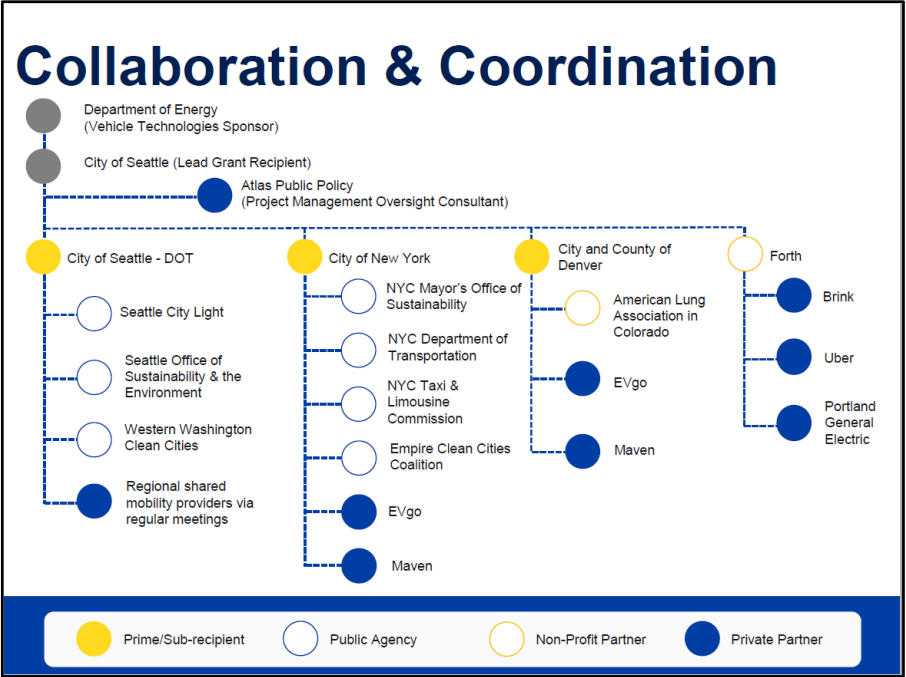 Collaboration & Coordination
Department of Energy
(Vehicle Technologies Sponsor)
City of Seattle (Lead Grant Recipient)
Atlas Public Policy
(Project Management Oversight Consultant)
City of Seattle - DOT
Seattle City Light
Seattle Office of
Sustainability & the
Environment
Western Washington
Clean Cities
Regional shared
mobility providers via
regular meetings
City of New York
NYC Mayor's Office of
Sustainability
NYC Department of
Transportation
NYC Taxi &
Limousine
Commission
Empire Clean Cities
Coalition
EVgo
Maven
City and County of
Denver
American Lung
Association in
Colorado
EVgo
Maven
Forth
Brink
Uber
Portland
General
Electric
Prime/Sub-recipient
Public Agency
Non-Profit Partner
Private Partner